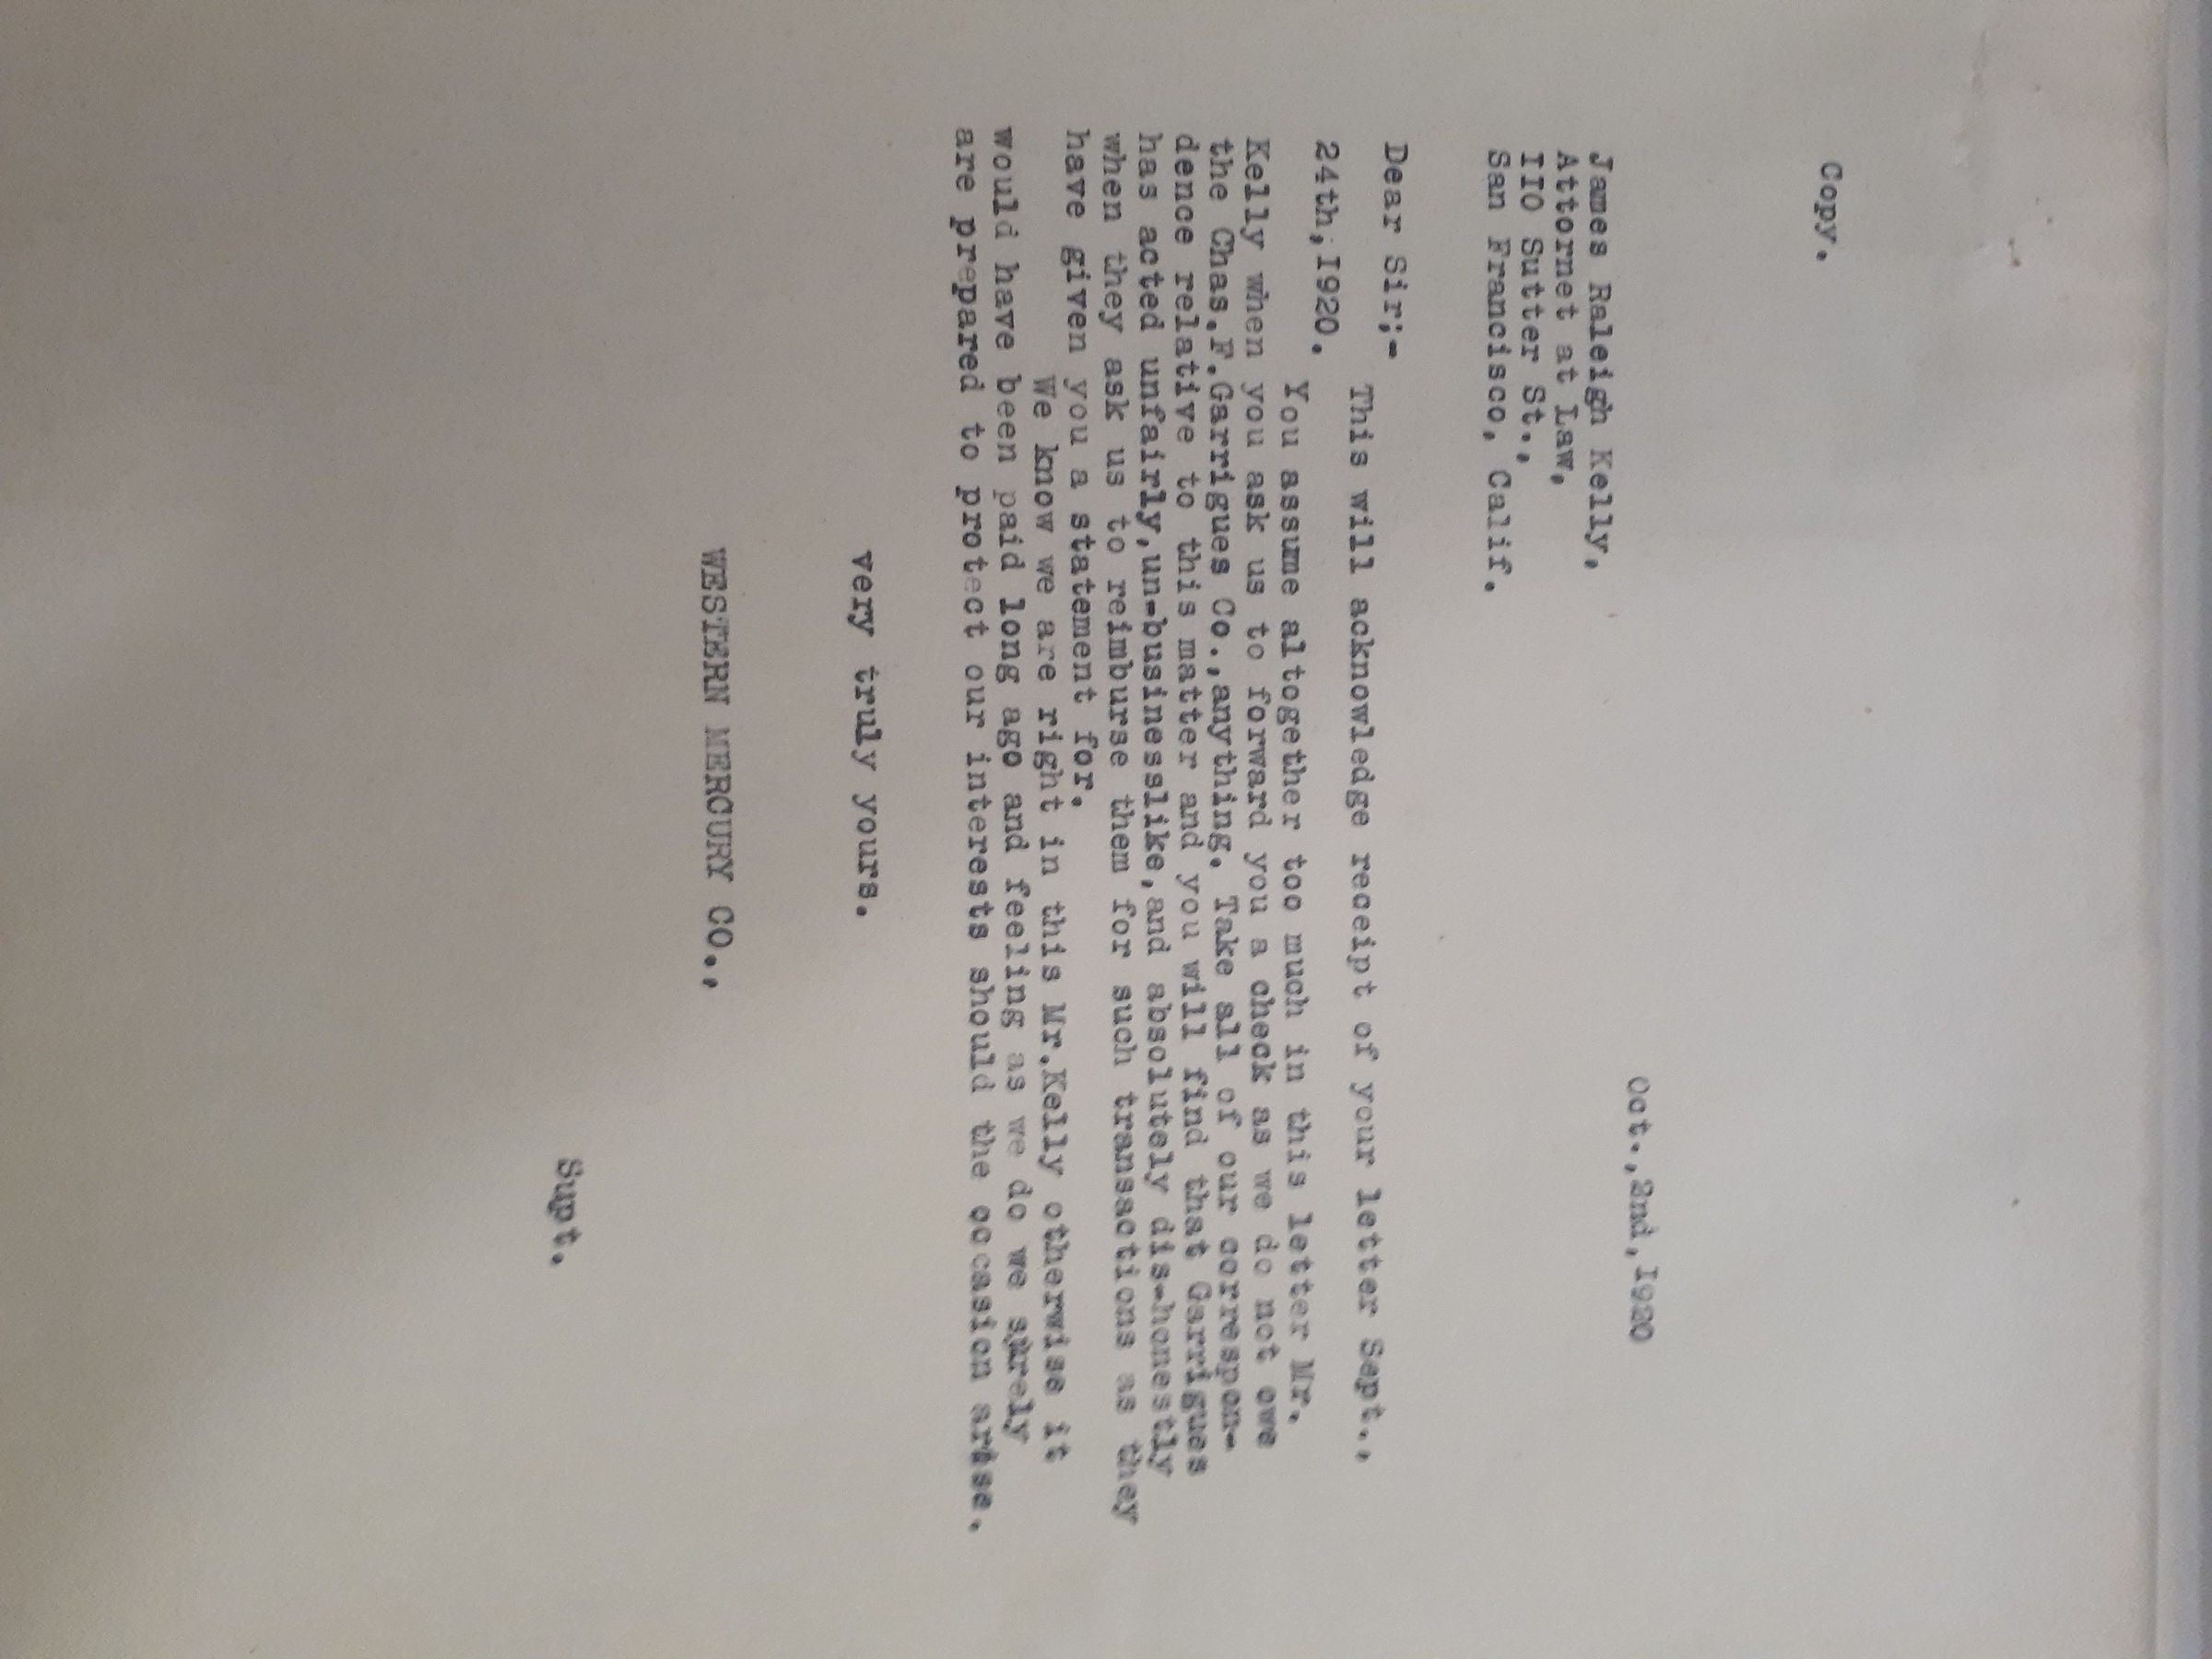 Copy.
Oct.,2nd,I920
James Raleigh Kelly,
Attornet at Law,
IIO Sutter St.,
San Francisco, Calif.
Dear Sir;-
This will acknowledge receipt of your letter Sept.,
24th,I920.
You assume altogether too much in this letter Mr.
Kelly when you ask us to forward you a check as we do not owe
the Chas.F.Garrigues Co.,anything. Take all of our correspon-
dence relative to this matter and you will find that Garrigues
has acted unfairly,un-businesslike,and absolutely dis-honestly
when they ask us to reimburse them for such transactions as they
have given you a statement for.
We know we are right in this Mr.Kelly otherwise it
would have been paid long ago and feeling as we do we surely
are prepared to protect our interests should the occasion arise.
very truly yours.
WESTERN MERCURY CO.,
Supt.